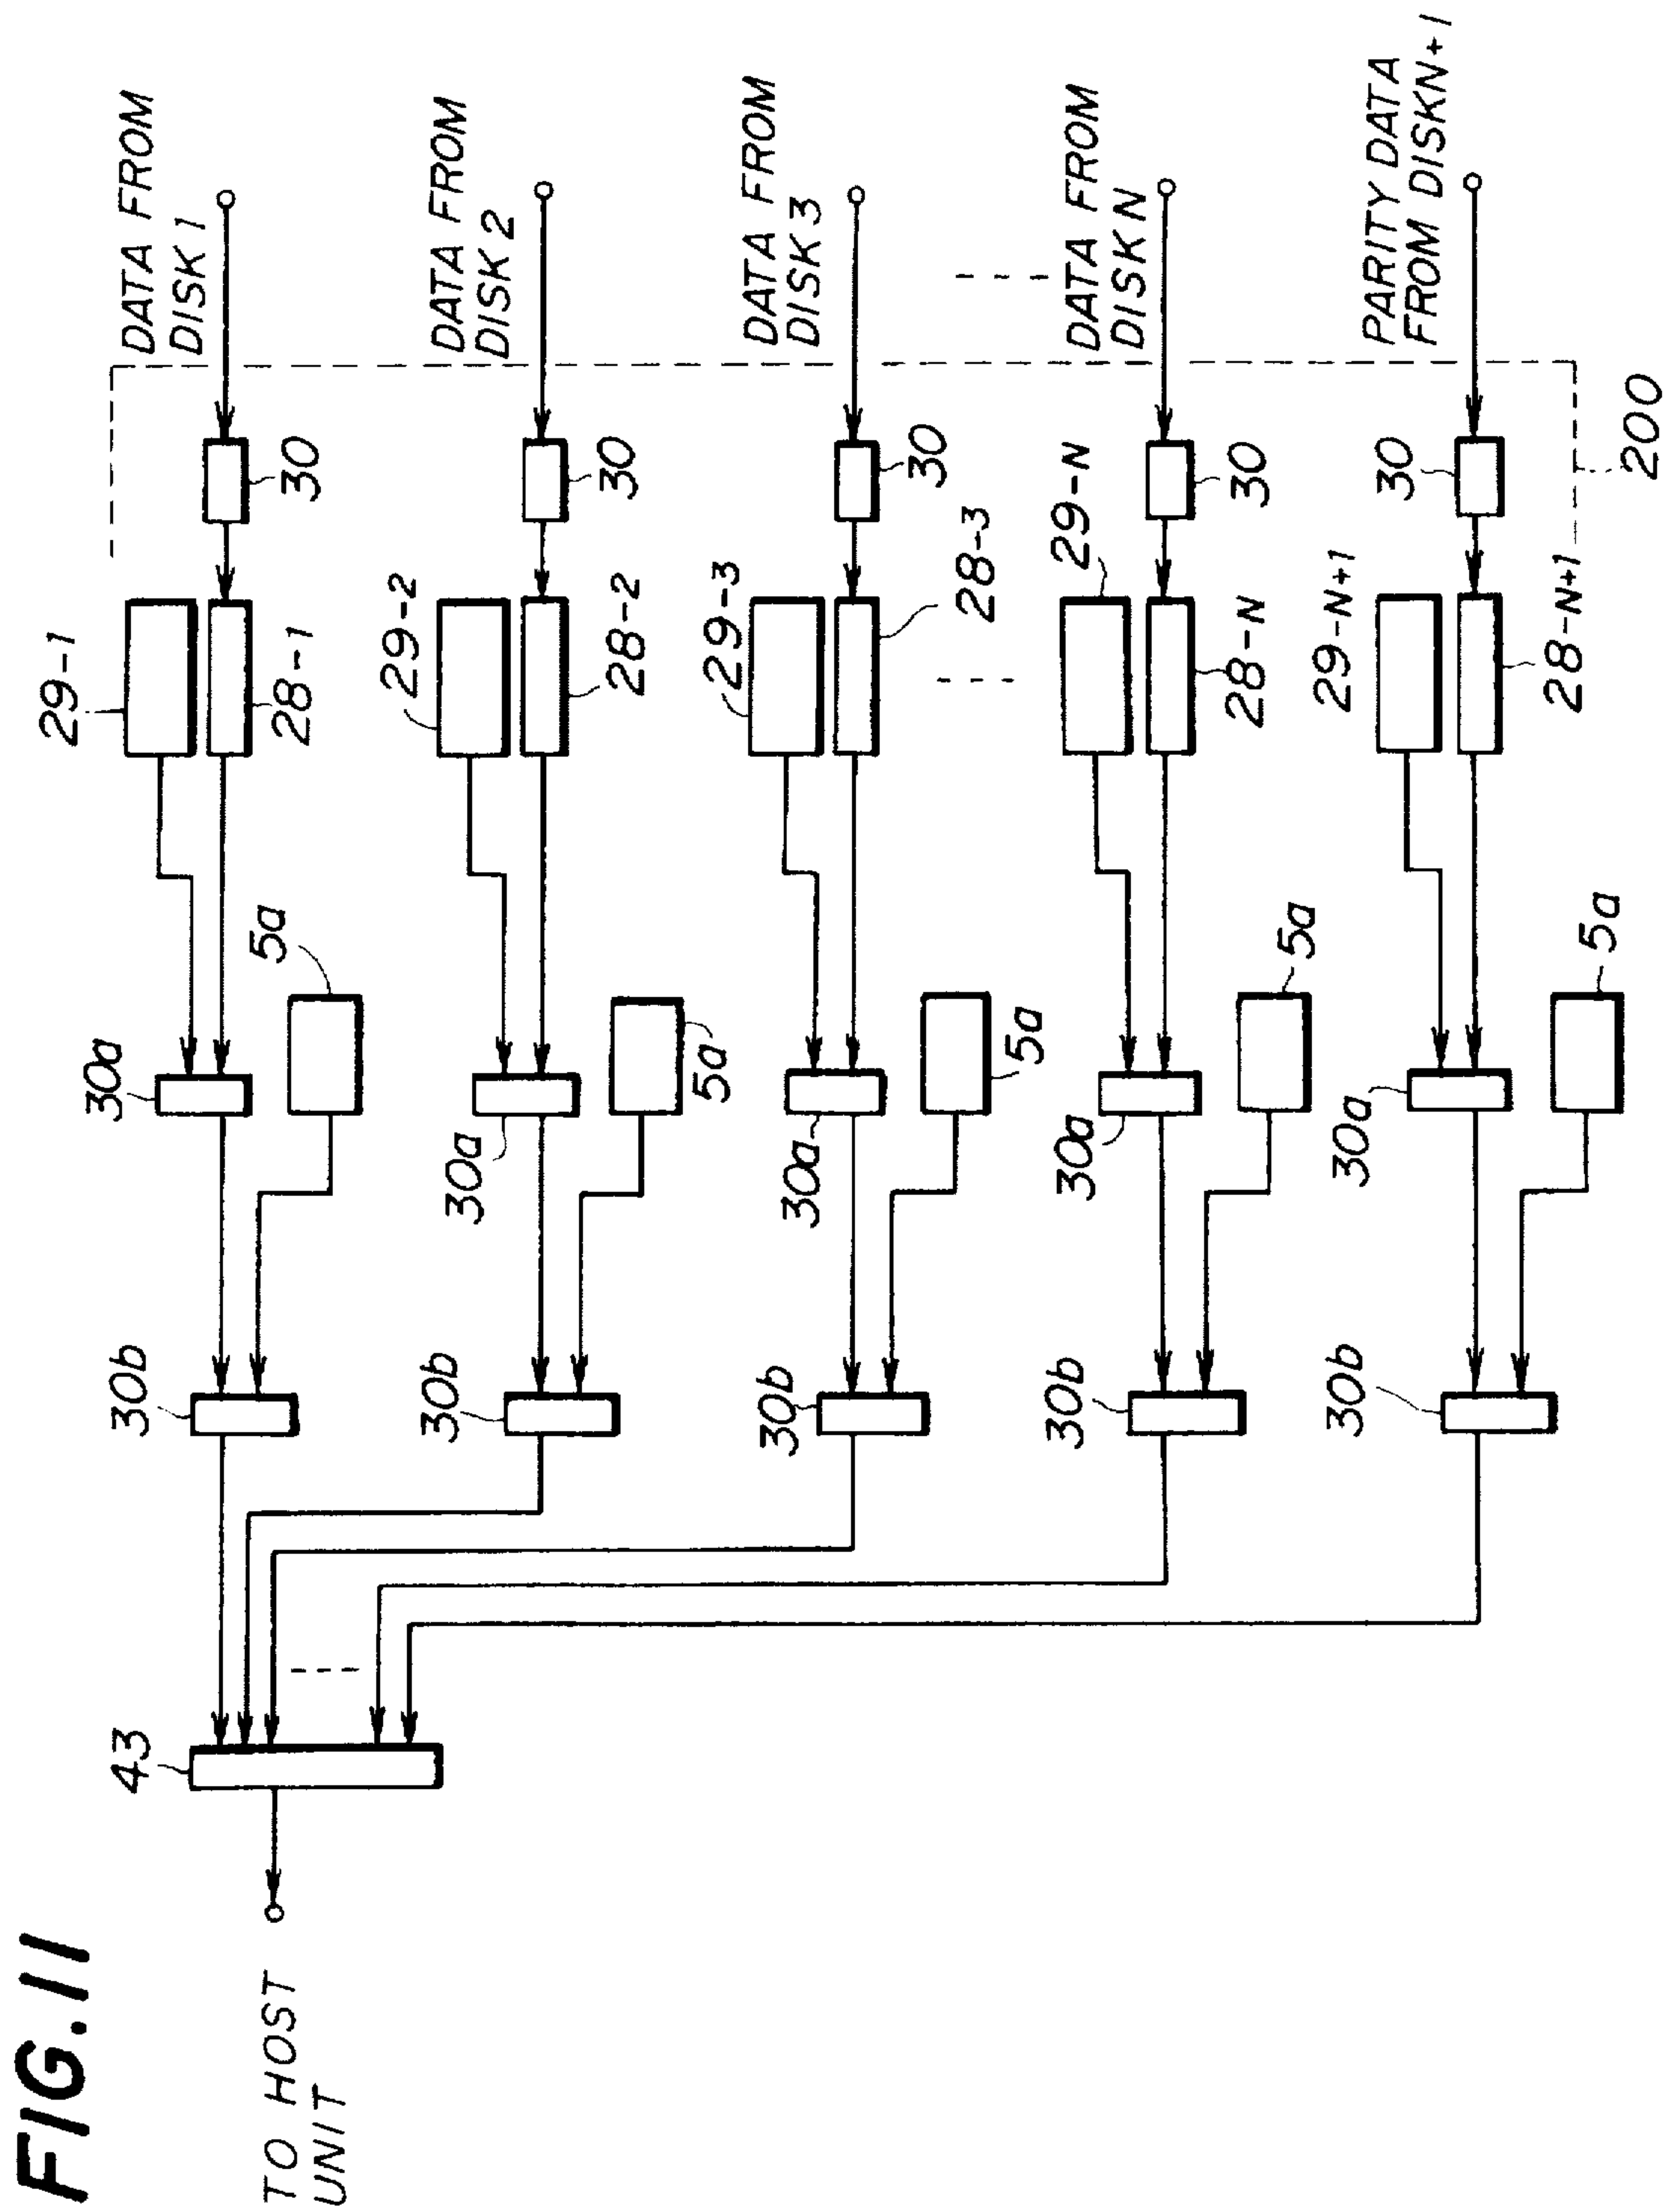 FIG.11
DATA FROM
DISK 1
DATA FROM
DISK 2
DATA FROM
DISK 3
DATA FROM
DISK N
PARITY DATA
FROM DISKN+1
30
30
30
30
30
200
29-1
28-1
29-2
28-2
29-3
28-3
29-N
28-N
29-N+1
28-N+1
30a
5a
30a
5a
30a
5a
30a
5a
30a
5a
30b
30b
30b
30b
30b
43
TO HOST
UNIT